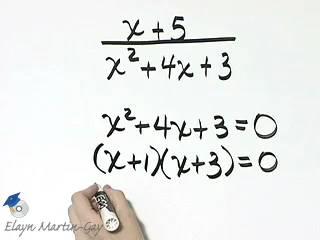 x + 5
x² + 4x + 3
x² + 4x + 3 = 0
(x+1)(x+3) = 0
Elayn Martin-Gay